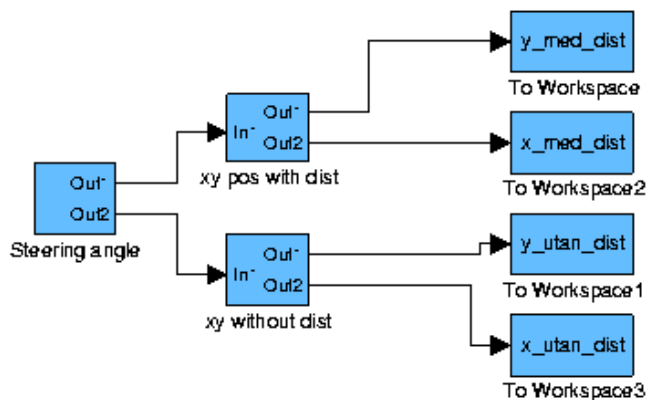 y_med_dist
To Workspace
Out1
In1
Out2
xy pos with dist
x_med_dist
To Workspace2
Out1
Out2
Steering angle
y_utan_dist
To Workspace1
Out1
In1
Out2
xy without dist
x_utan_dist
To Workspace3